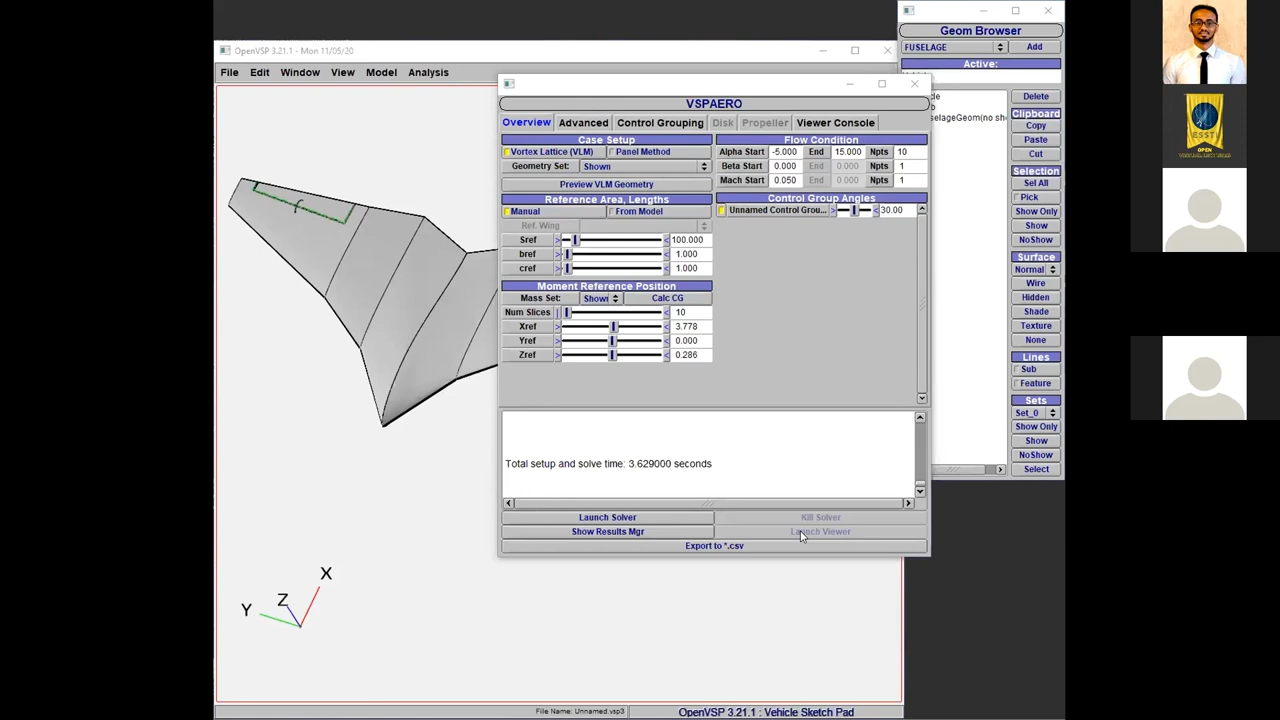 OpenVSP 3.21.1 - Mon 11/05/20
File Edit Window View Model Analysis
VSPAERO
Overview Advanced Control Grouping Disk Propeller Viewer Console
Case Setup
Vortex Lattice (VLM) Panel Method
Geometry Set: Shown
Preview VLM Geometry
Reference Area, Lengths
Manual From Model
Ref. Wing
Sref > < 100.000
bref > < 1.000
cref > < 1.000
Moment Reference Position
Mass Set: Shown Calc CG
Num Slices | < 10
Xref > < 3.778
Yref > < 0.000
Zref > < 0.286
Flow Condition
Alpha Start -5.000 End 15.000 Npts 10
Beta Start 0.000 End 0.000 Npts 1
Mach Start 0.050 End 0.000 Npts 1
Control Group Angles
Unnamed Control Grou... > < 30.00
Total setup and solve time: 3.629000 seconds
Launch Solver Kill Solver
Show Results Mgr Launch Viewer
Export to *.csv
Geom Browser
FUSELAGE Add
Active:
Delete
Clipboard
Copy
Paste
Cut
Selection
Sel All
Pick
Show Only
Show
NoShow
Surface
Normal
Wire
Hidden
Shade
Texture
None
Lines
Sub
Feature
Sets
Set_0
Show Only
Show
NoShow
Select
X
Y
Z
File Name: Unnamed.vsp3
OpenVSP 3.21.1 : Vehicle Sketch Pad
ESSTI
OPEN